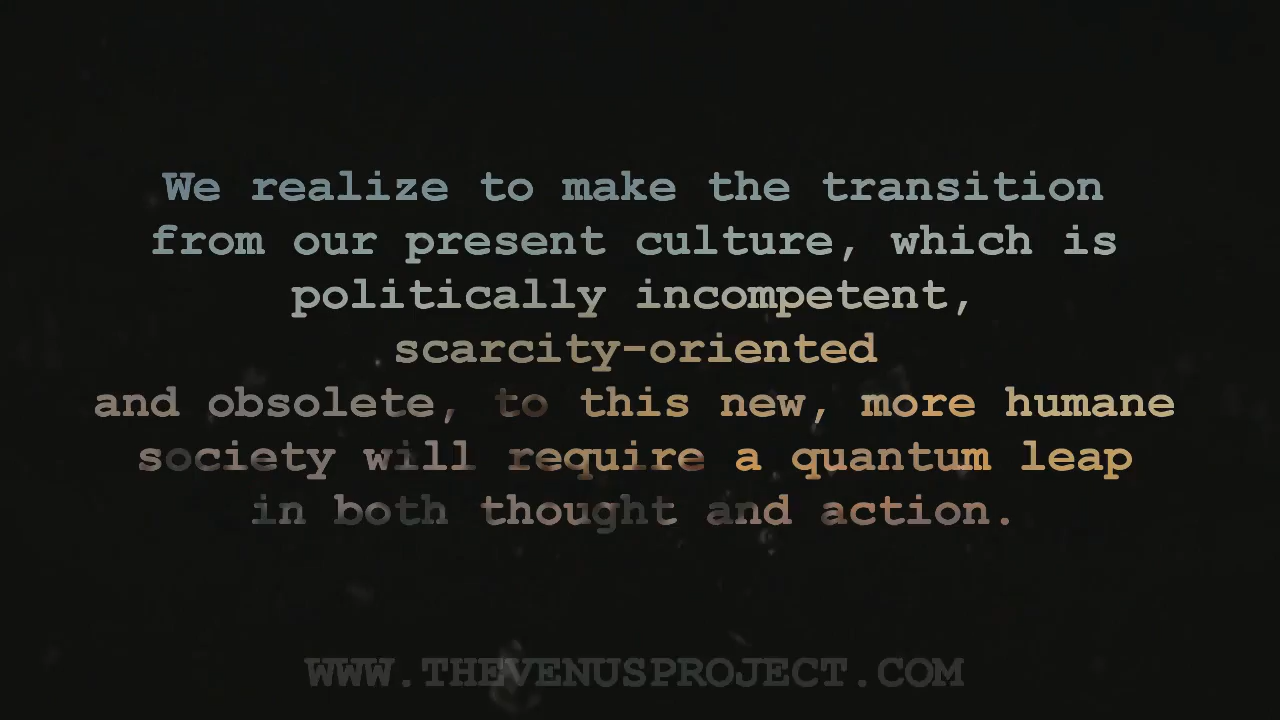 We realize to make the transition
from our present culture, which is
politically incompetent,
scarcity-oriented
and obsolete, to this new, more humane
society will require a quantum leap
in both thought and action.
WWW.THEVENUSPROJECT.COM